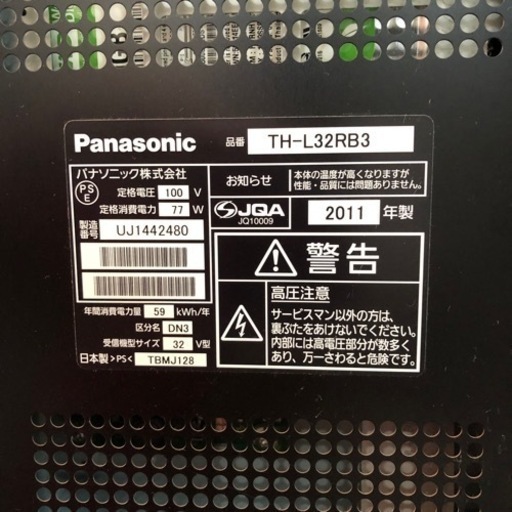 Panasonic 品番 TH-L32RB3
パナソニック株式会社
PS
E
定格電圧 100 V
定格消費電力 77 W
製造
番号 UJ1442480
年間消費電力量 59 kWh/年
区分名 DN3
受信機型サイズ 32 V型
日本製 >PS< TBMJ128
お知らせ
本体の温度が高くなりますが
性能・品質には問題ありません。
JQA
JQ10009
2011 年製
警告
高圧注意
サービスマン以外の方は、
裏ぶたをあけないでください。
内部には高電圧部分が数多く
あり、万一さわると危険です。